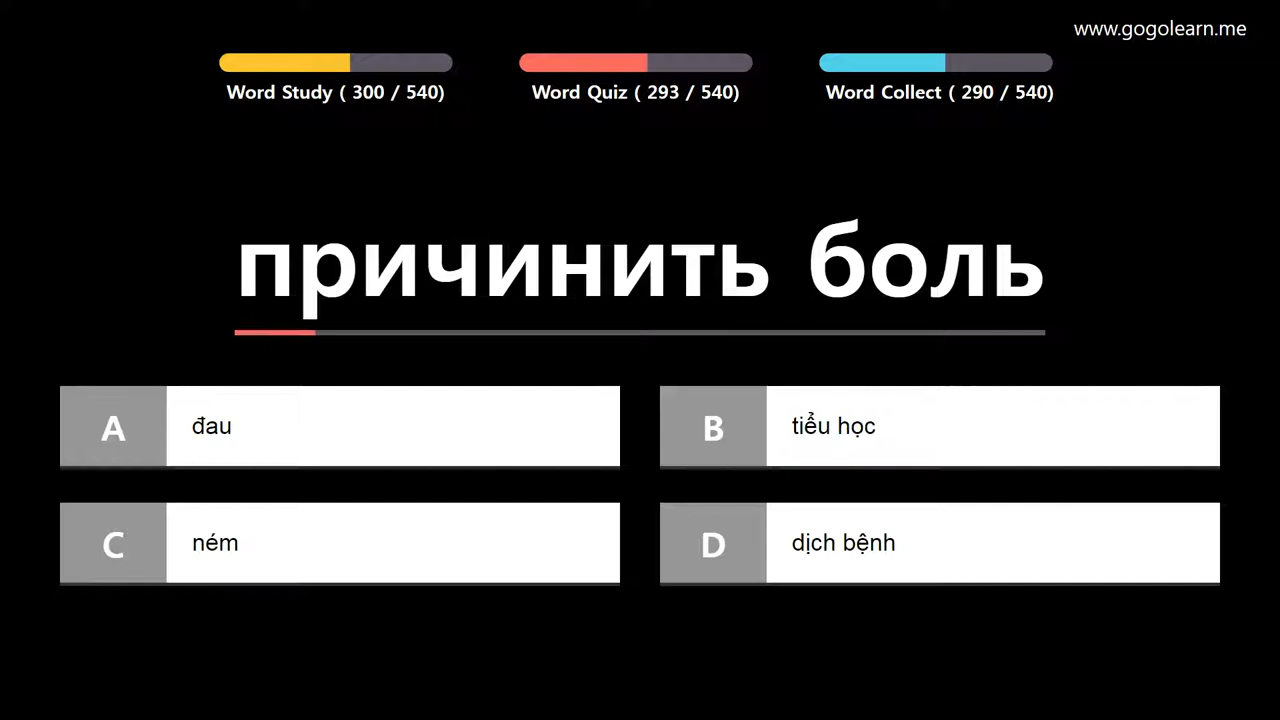 www.gogolearn.me
Word Study ( 300 / 540)
Word Quiz ( 293 / 540)
Word Collect ( 290 / 540)
причинить боль
A đau
B tiểu học
C ném
D dịch bệnh